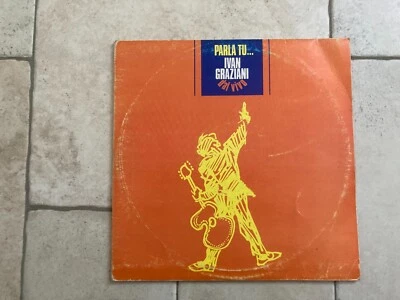 PARLA TU...
IVAN
GRAZIANI
dal vivo